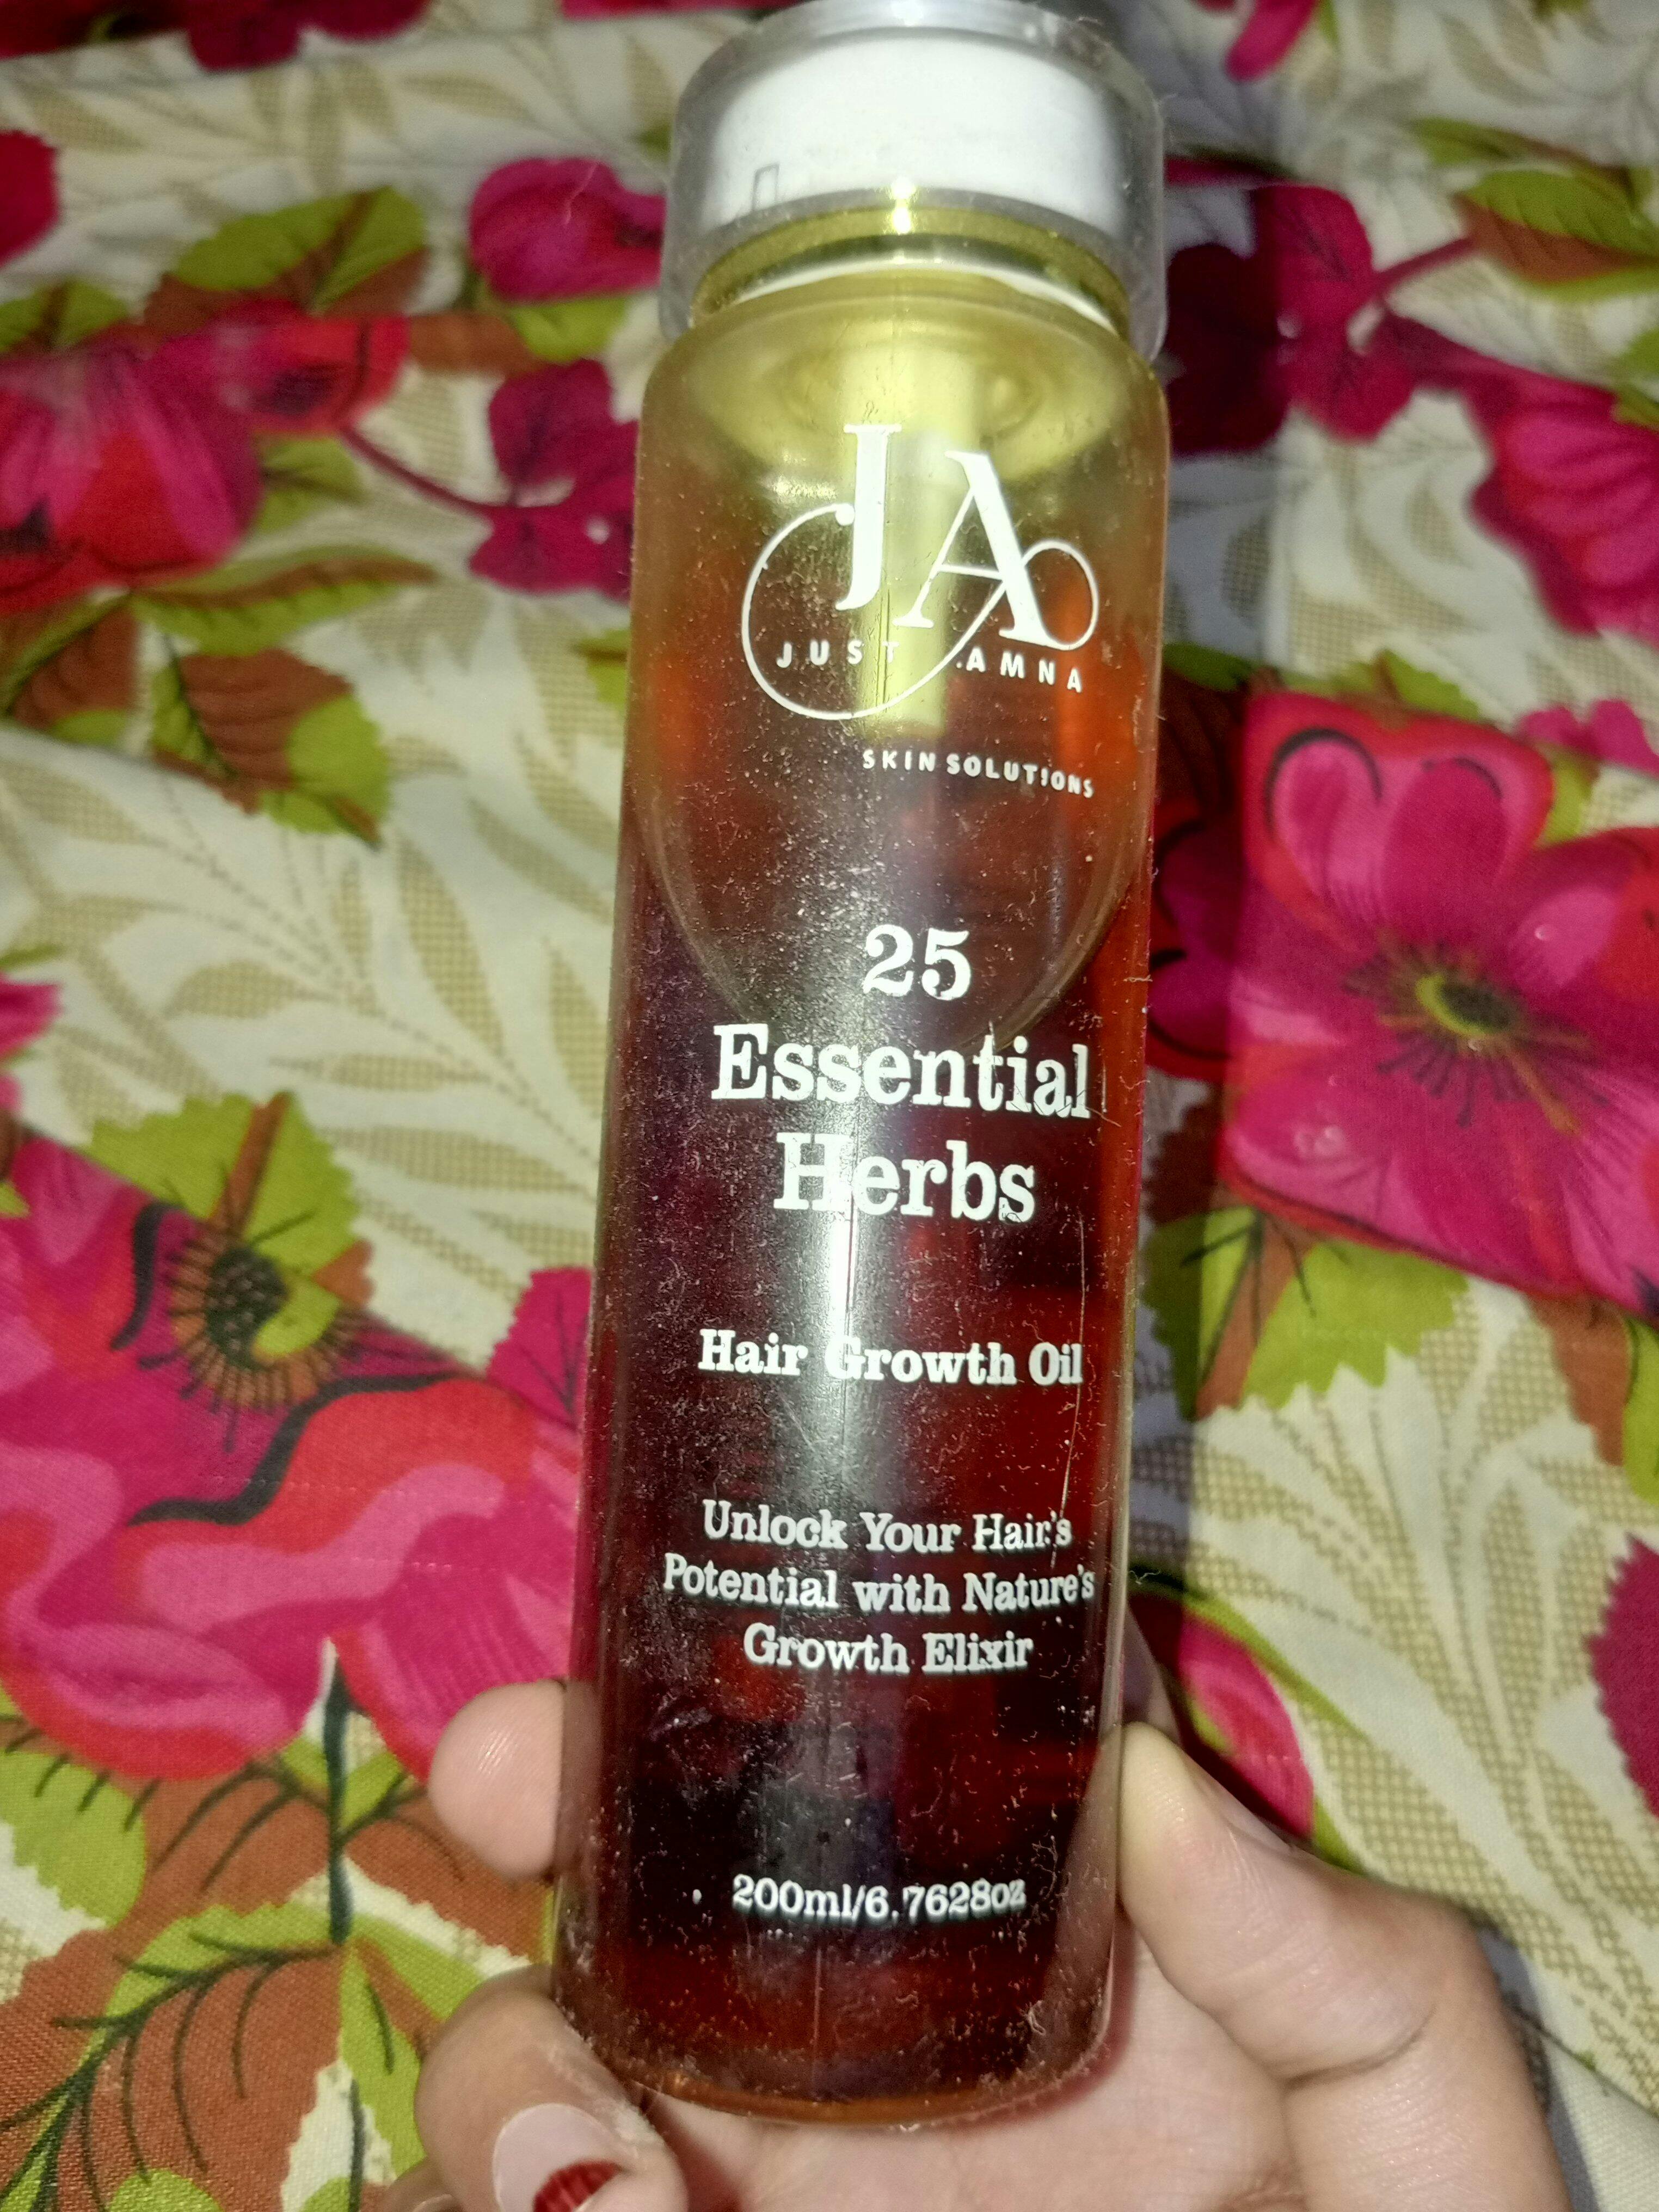 JA
JUST AMNA
SKIN SOLUTIONS
25
Essential
Herbs
Hair Growth Oil
Unlock Your Hair's
Potential with Nature's
Growth Elixir
200ml/6.7628oz